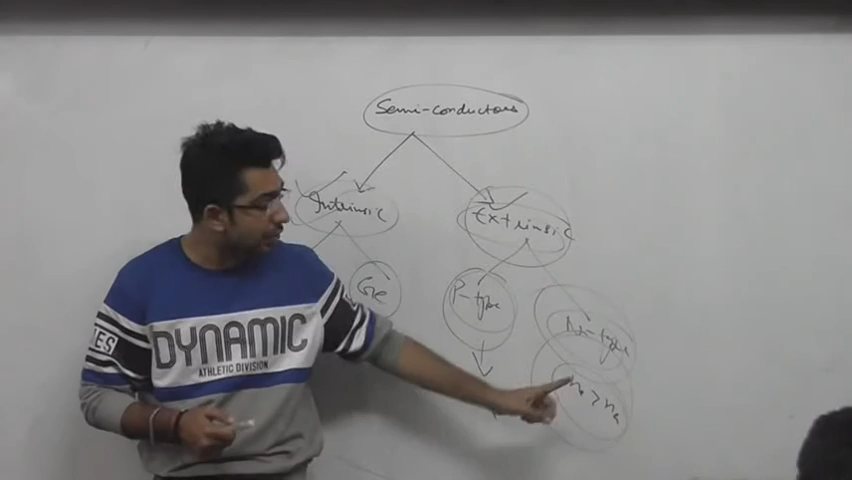 Semi-conductors
Intrinsic
Extrinsic
Ge
P-type
N-type
DYNAMIC
ATHLETIC DIVISION